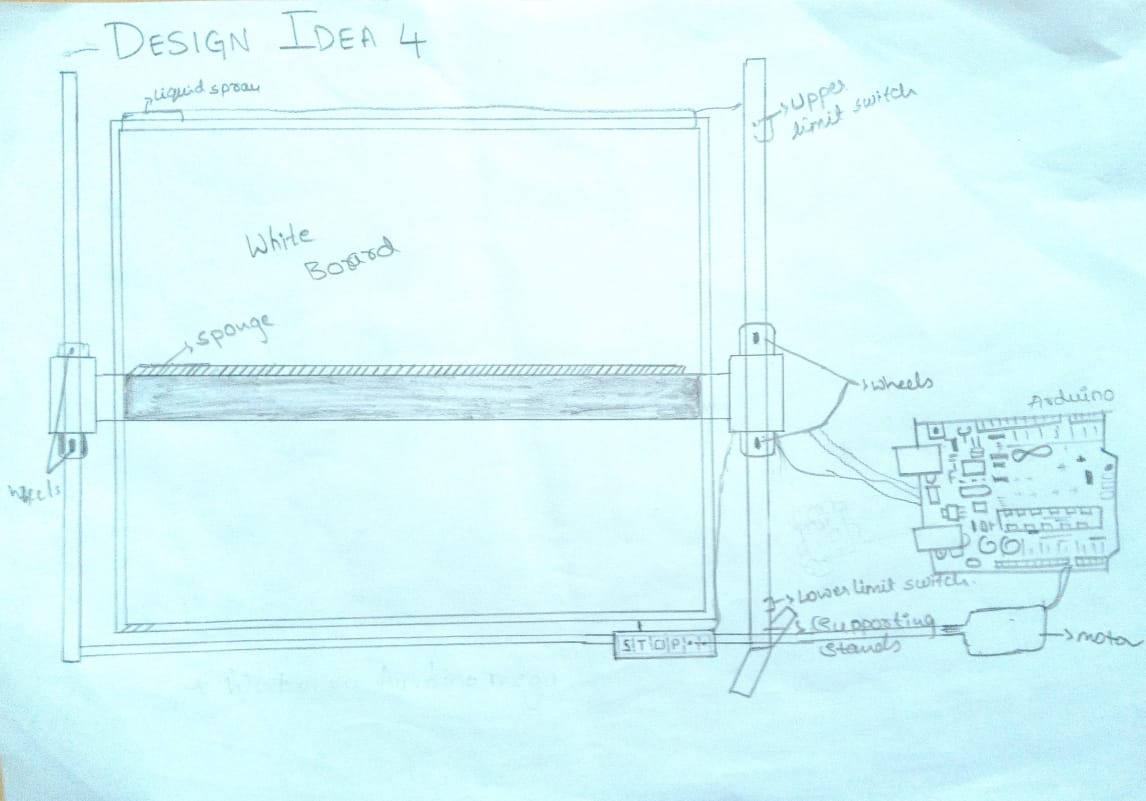 DESIGN IDEA 4
Liquid spray
Upper
limit switch
White
Board
Sponge
wheels
Arduino
wheels
Lower limit switch.
Supporting
stands
S|T|O|P
motor